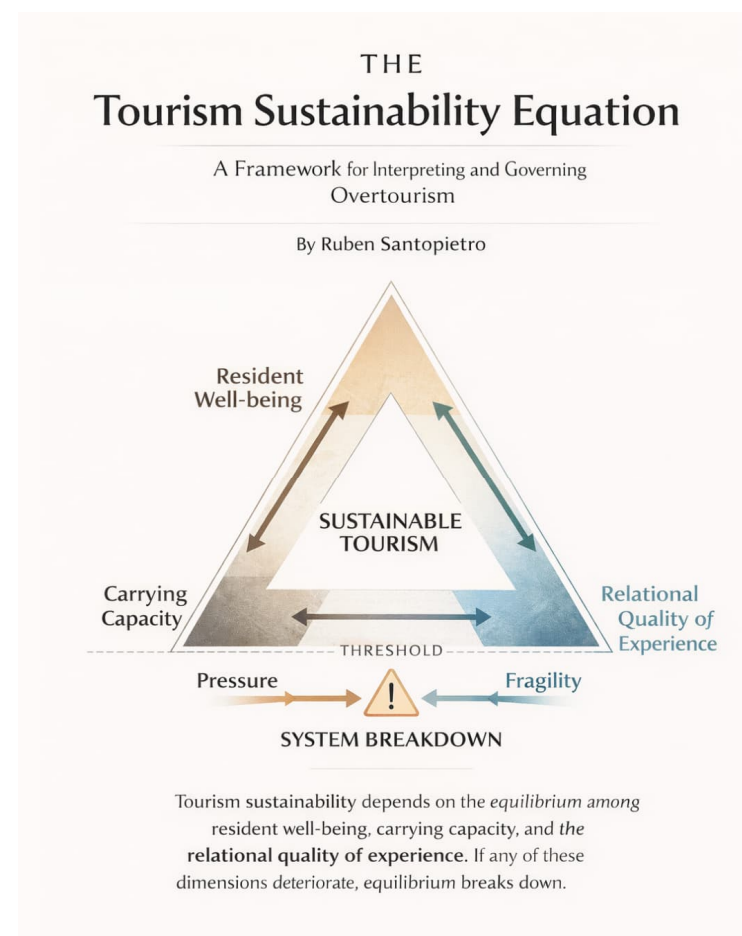 THE
Tourism Sustainability Equation
A Framework for Interpreting and Governing
Overtourism
By Ruben Santopietro
Resident
Well-being
SUSTAINABLE
TOURISM
Carrying
Capacity
Relational
Quality of
Experience
THRESHOLD
Pressure
!
Fragility
SYSTEM BREAKDOWN
Tourism sustainability depends on the equilibrium among
resident well-being, carrying capacity, and the
relational quality of experience. If any of these
dimensions deteriorate, equilibrium breaks down.